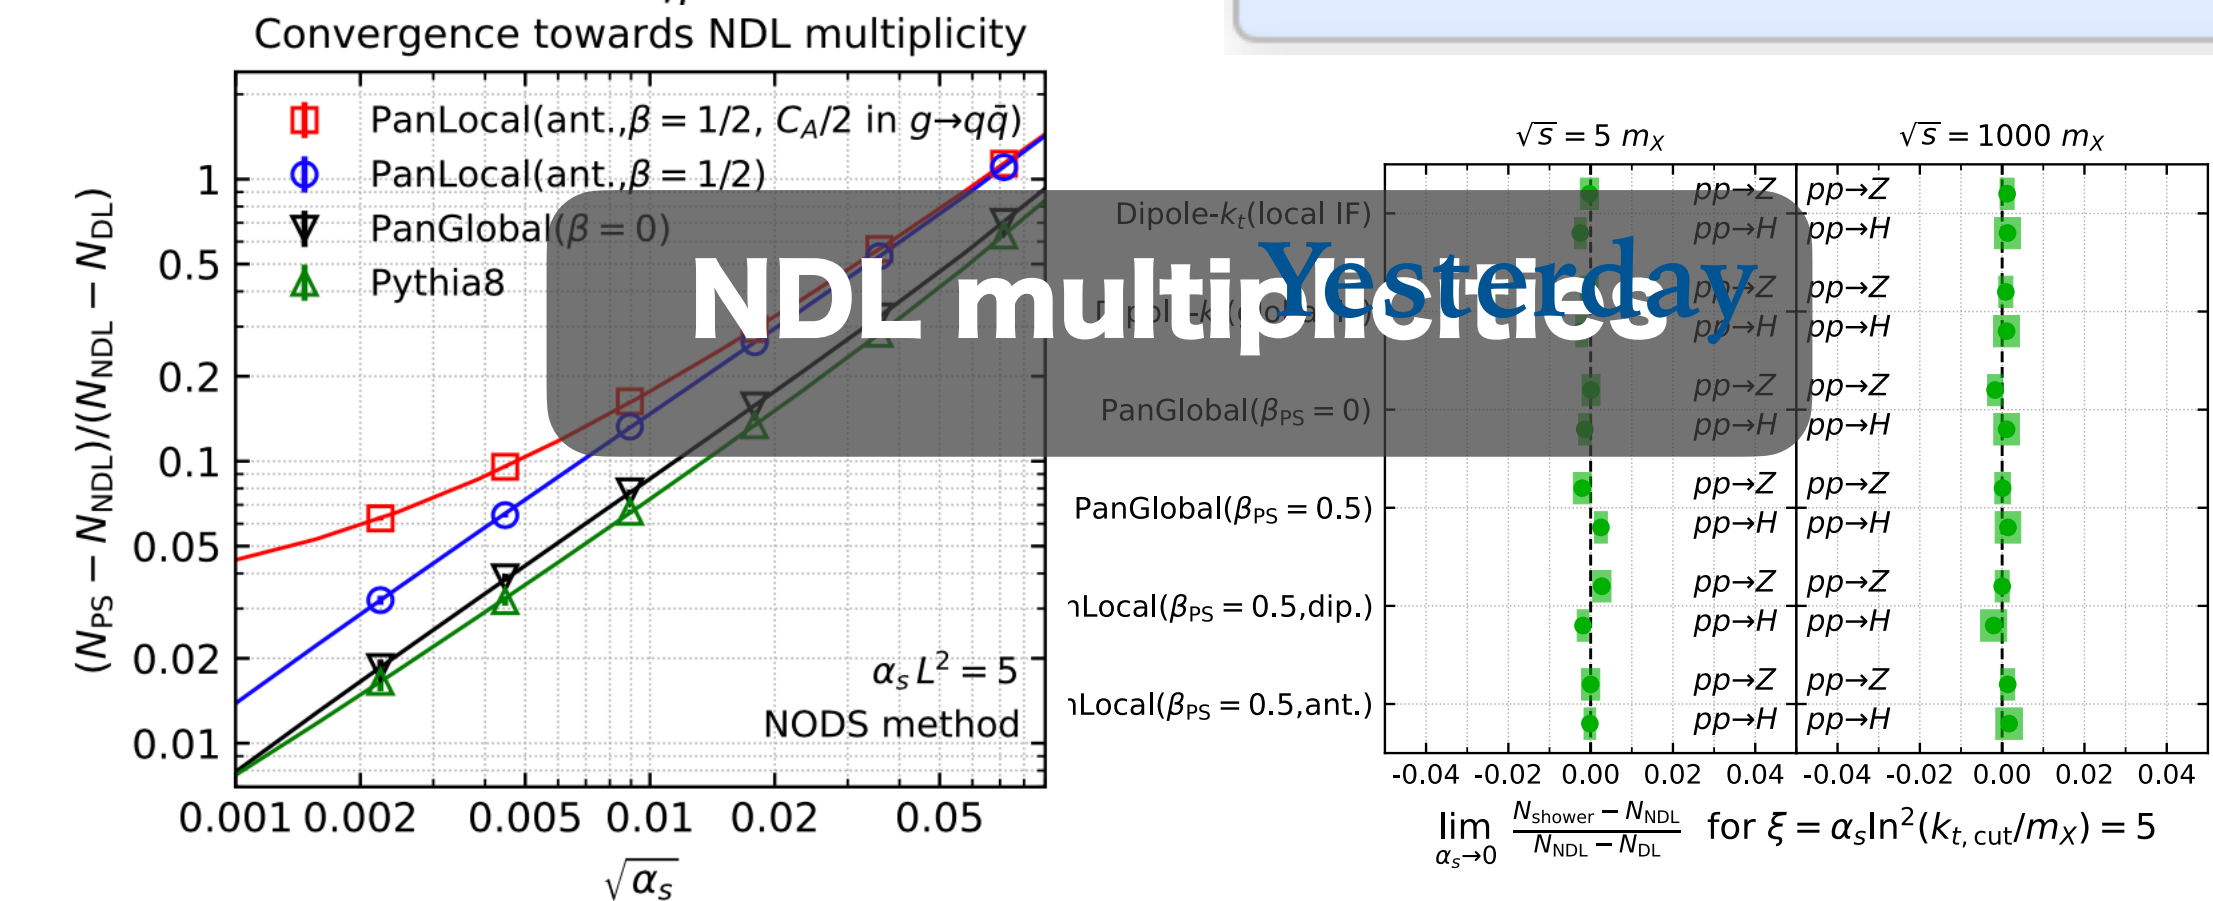 Convergence towards NDL multiplicity
PanLocal(ant.,β = 1/2, C_A/2 in g→qq̄)
PanLocal(ant.,β = 1/2)
PanGlobal(β = 0)
Pythia8
(N_PS − N_NDL)/(N_NDL − N_DL)
1
0.5
0.2
0.1
0.05
0.02
0.01
α_s L² = 5
NODS method
0.001 0.002 0.005 0.01 0.02 0.05
√α_s
NDL multiplicities
Yesterday
√s = 5 m_X
√s = 1000 m_X
Dipole-k_t(local IF)
pp→Z pp→Z
pp→H pp→H
pp→Z pp→Z
pp→H pp→H
PanGlobal(β_PS = 0)
pp→Z pp→Z
pp→H pp→H
PanGlobal(β_PS = 0.5)
pp→Z pp→Z
pp→H pp→H
nLocal(β_PS = 0.5,dip.)
pp→Z pp→Z
pp→H pp→H
nLocal(β_PS = 0.5,ant.)
pp→Z pp→Z
pp→H pp→H
-0.04 -0.02 0.00 0.02 0.04 -0.04 -0.02 0.00 0.02 0.04
lim α_s→0 (N_shower − N_NDL)/(N_NDL − N_DL) for ξ = α_s ln²(k_t,cut/m_X) = 5